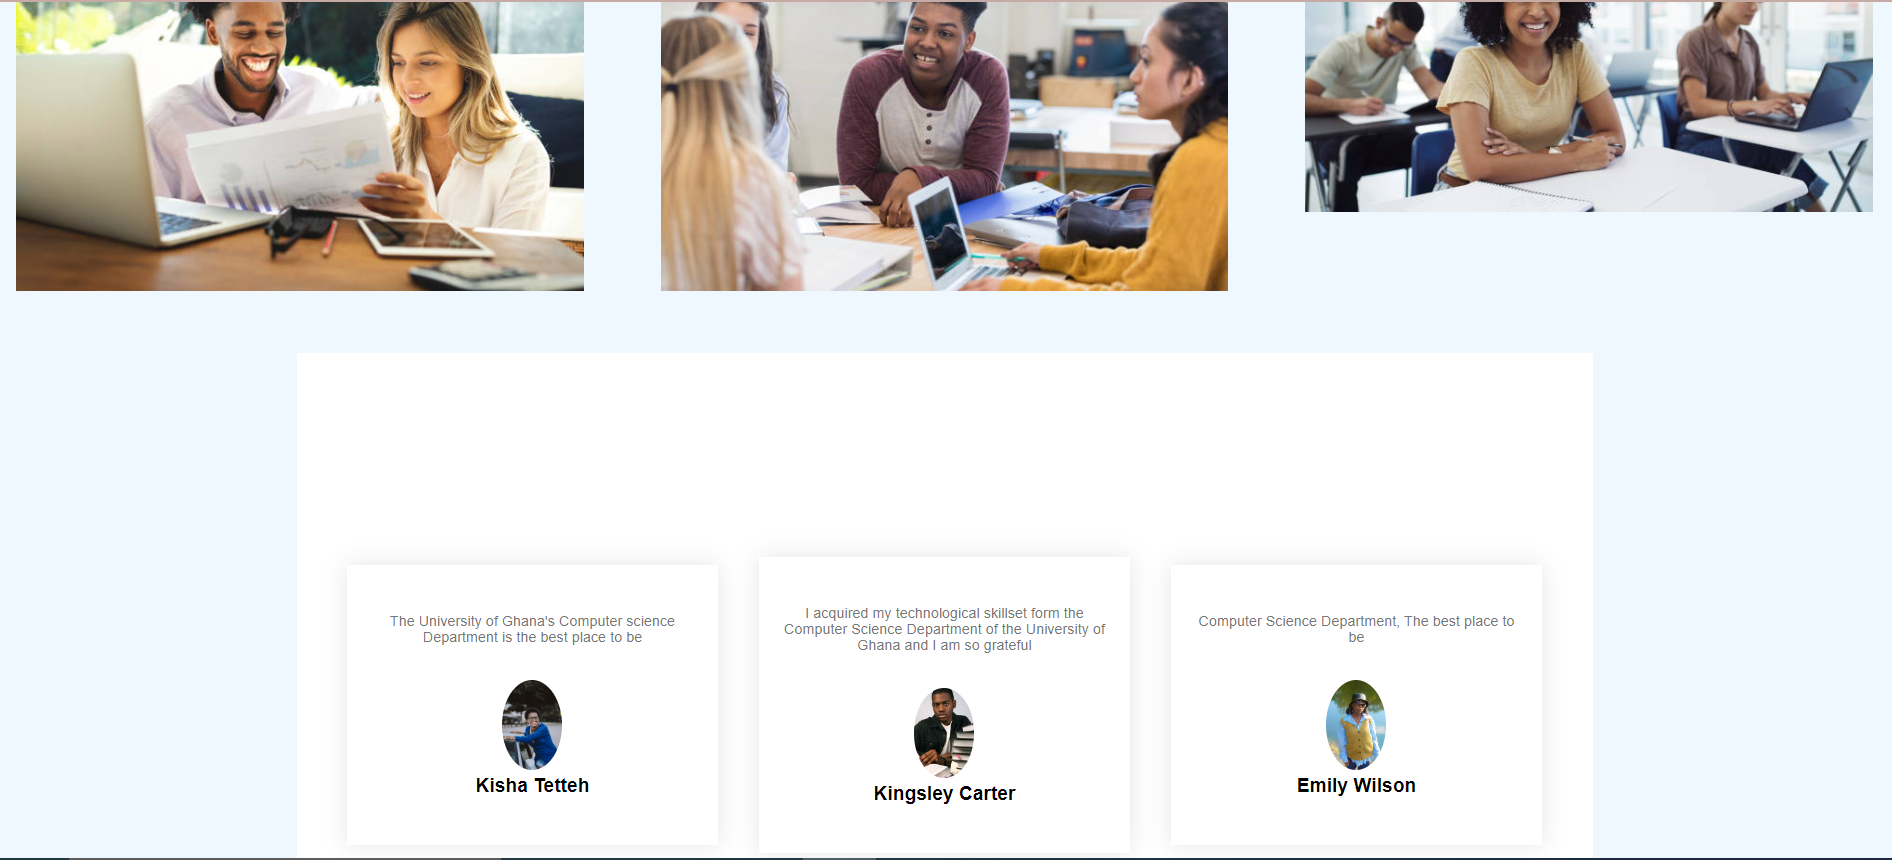 The University of Ghana's Computer science
Department is the best place to be
Kisha Tetteh
I acquired my technological skillset form the
Computer Science Department of the University of
Ghana and I am so grateful
Kingsley Carter
Computer Science Department, The best place to
be
Emily Wilson